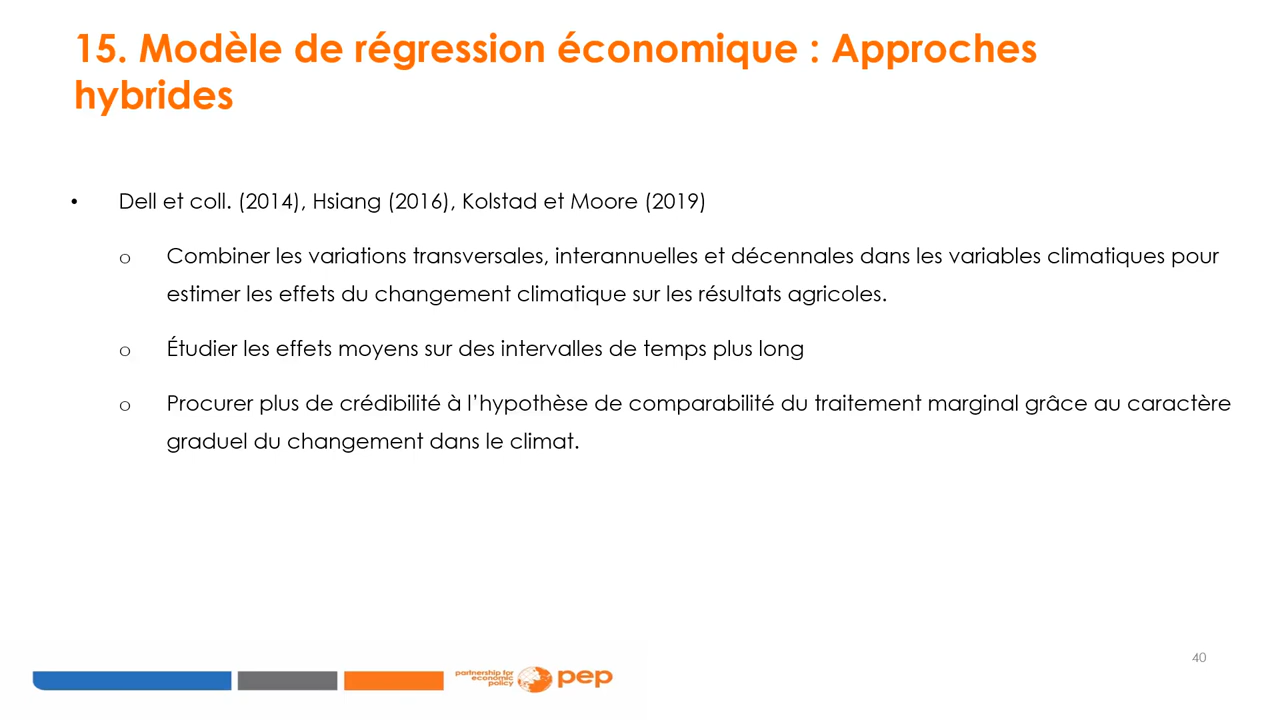 15. Modèle de régression économique : Approches
hybrides
• Dell et coll. (2014), Hsiang (2016), Kolstad et Moore (2019)
o Combiner les variations transversales, interannuelles et décennales dans les variables climatiques pour
estimer les effets du changement climatique sur les résultats agricoles.
o Étudier les effets moyens sur des intervalles de temps plus long
o Procurer plus de crédibilité à l’hypothèse de comparabilité du traitement marginal grâce au caractère
graduel du changement dans le climat.
40
partnership for
economic
policy
pep